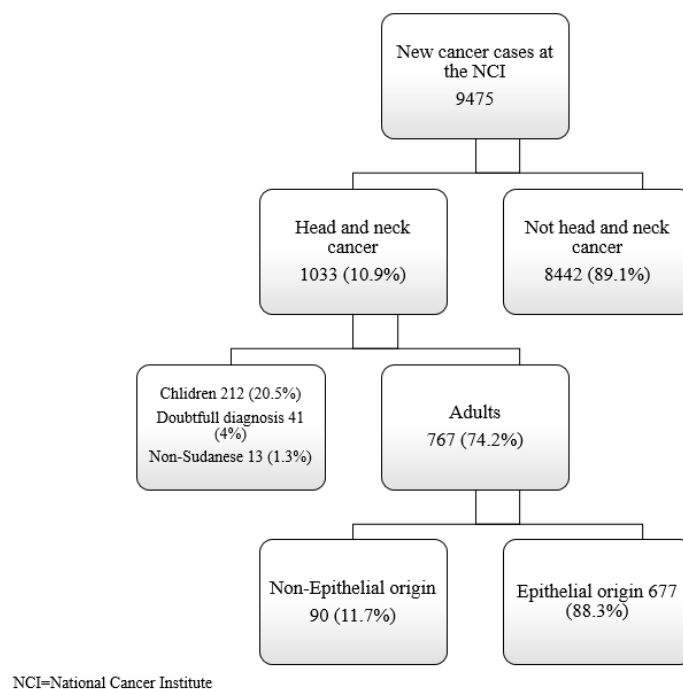 New cancer cases at
the NCI
9475
Head and neck
cancer
1033 (10.9%)
Not head and neck
cancer
8442 (89.1%)
Chlidren 212 (20.5%)
Doubtfull diagnosis 41
(4%)
Non-Sudanese 13 (1.3%)
Adults
767 (74.2%)
Non-Epithelial origin
90 (11.7%)
Epithelial origin 677
(88.3%)
NCI=National Cancer Institute